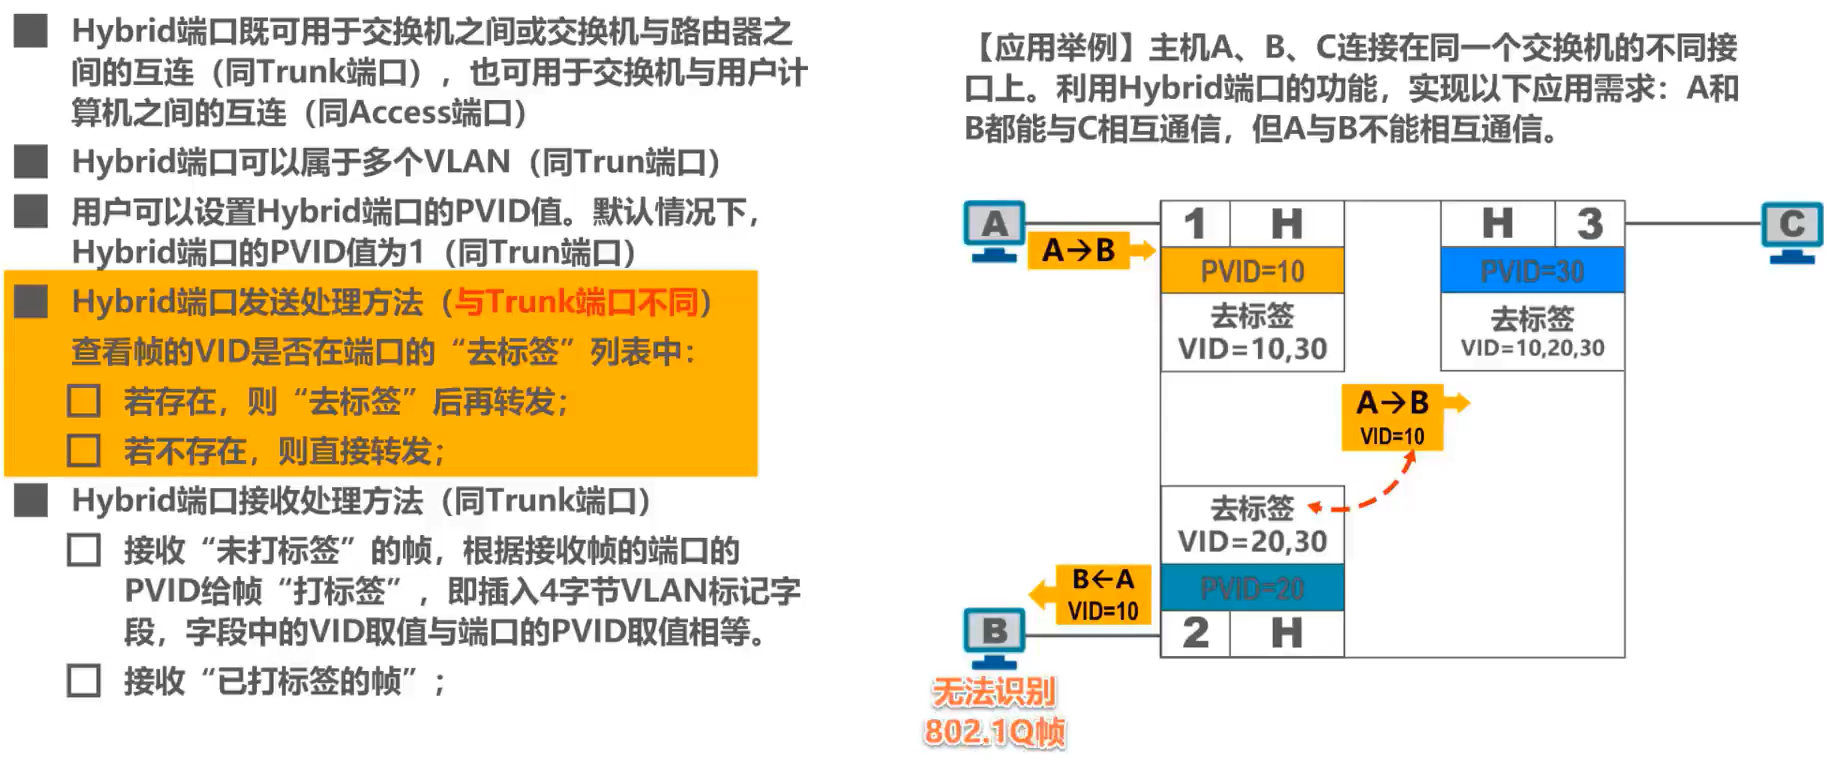 Hybrid端口既可用于交换机之间或交换机与路由器之
间的互连（同Trunk端口），也可用于交换机与用户计
算机之间的互连（同Access端口）
Hybrid端口可以属于多个VLAN（同Trun端口）
用户可以设置Hybrid端口的PVID值。默认情况下，
Hybrid端口的PVID值为1（同Trun端口）
Hybrid端口发送处理方法（与Trunk端口不同）
查看帧的VID是否在端口的“去标签”列表中：
若存在，则“去标签”后再转发；
若不存在，则直接转发；
Hybrid端口接收处理方法（同Trunk端口）
接收“未打标签”的帧，根据接收帧的端口的
PVID给帧“打标签”，即插入4字节VLAN标记字
段，字段中的VID取值与端口的PVID取值相等。
接收“已打标签的帧”；
【应用举例】主机A、B、C连接在同一个交换机的不同接
口上。利用Hybrid端口的功能，实现以下应用需求：A和
B都能与C相互通信，但A与B不能相互通信。
A
A→B
1 H
PVID=10
去标签
VID=10,30
H 3
PVID=30
去标签
VID=10,20,30
C
A→B
VID=10
去标签
VID=20,30
PVID=20
2 H
B←A
VID=10
B
无法识别
802.1Q帧